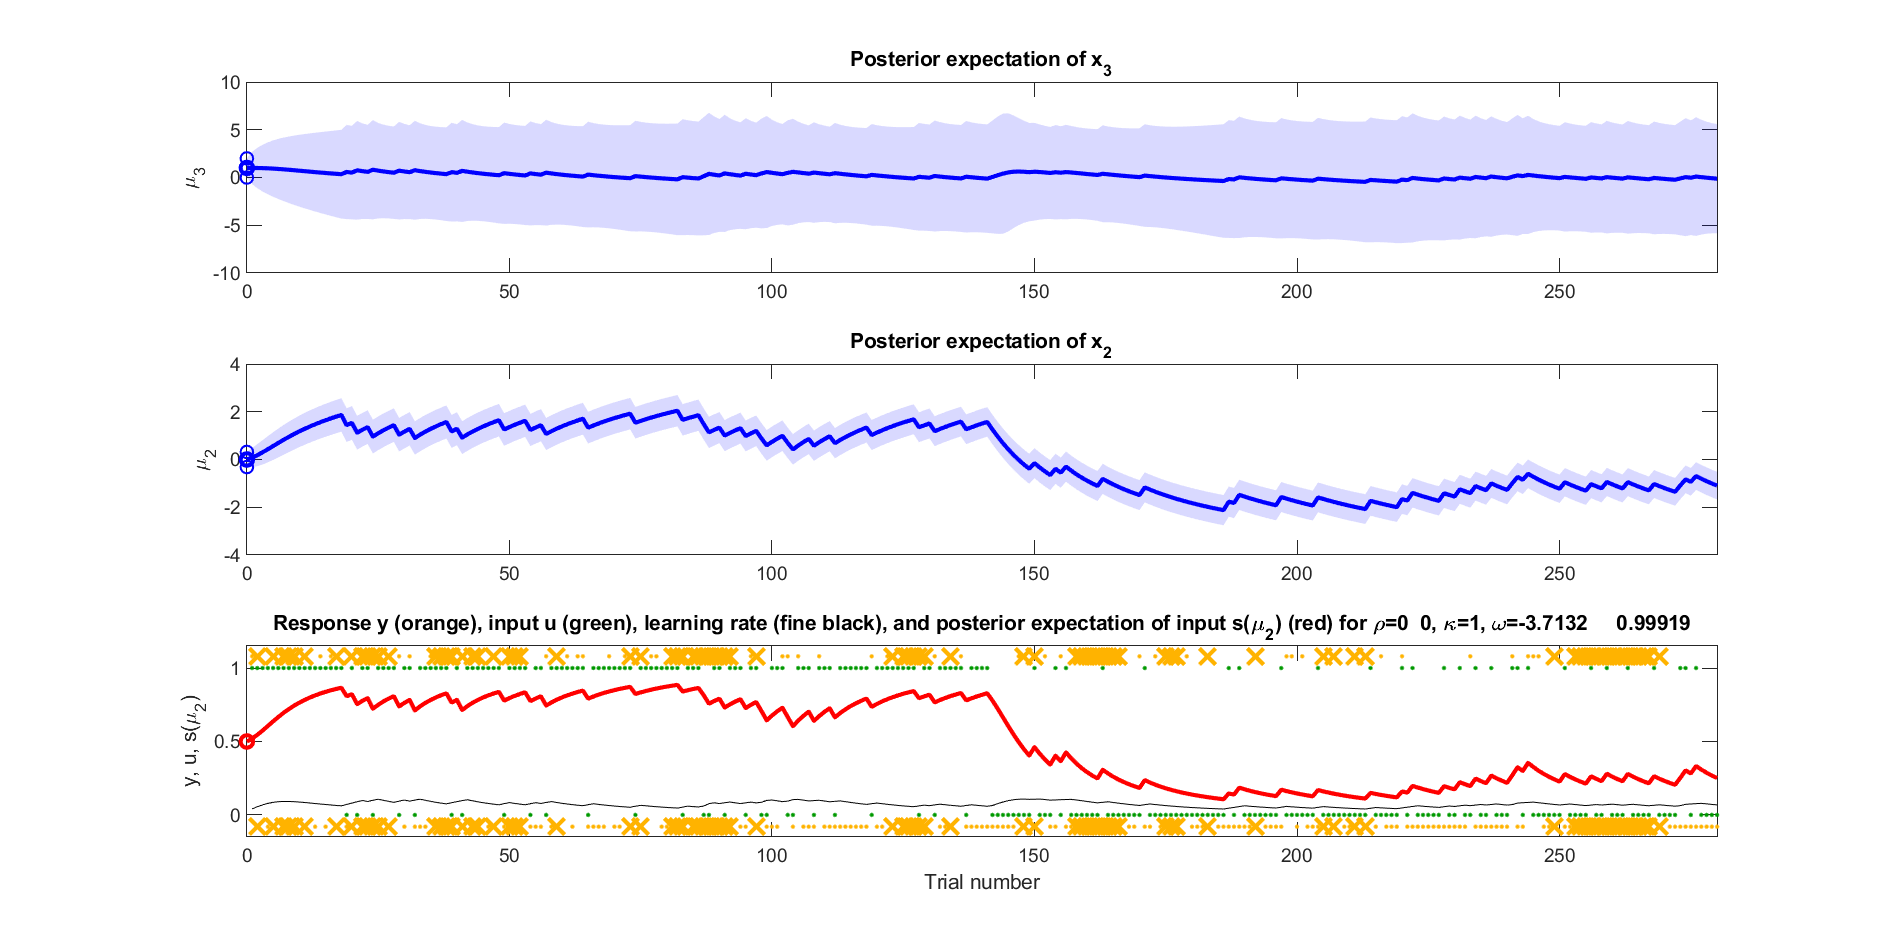 Posterior expectation of x3
10
5
0
-5
-10
μ3
0 50 100 150 200 250
Posterior expectation of x2
4
2
0
-2
-4
μ2
0 50 100 150 200 250
Response y (orange), input u (green), learning rate (fine black), and posterior expectation of input s(μ2) (red) for ρ=0 0, κ=1, ω=-3.7132 0.99919
1
0.5
0
y, u, s(μ2)
0 50 100 150 200 250
Trial number